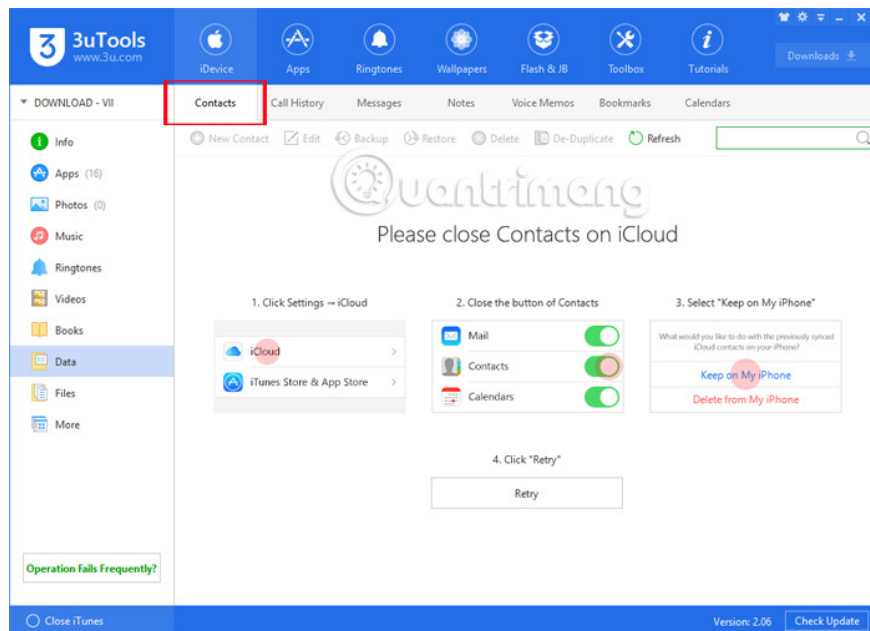 3 3uTools
www.3u.com
iDevice Apps Ringtones Wallpapers Flash & JB Toolbox Tutorials
Downloads
DOWNLOAD - VII
Contacts Call History Messages Notes Voice Memos Bookmarks Calendars
New Contact Edit Backup Restore Delete De-Duplicate Refresh
Info
Apps (16)
Photos (0)
Music
Ringtones
Videos
Books
Data
Files
More
Quantrimang
Please close Contacts on iCloud
1. Click Settings → iCloud
iCloud
iTunes Store & App Store
2. Close the button of Contacts
Mail
Contacts
Calendars
3. Select "Keep on My iPhone"
What would you like to do with the previously synced
iCloud contacts on your iPhone?
Keep on My iPhone
Delete from My iPhone
4. Click "Retry"
Retry
Operation Fails Frequently?
Close iTunes
Version: 2.06 Check Update